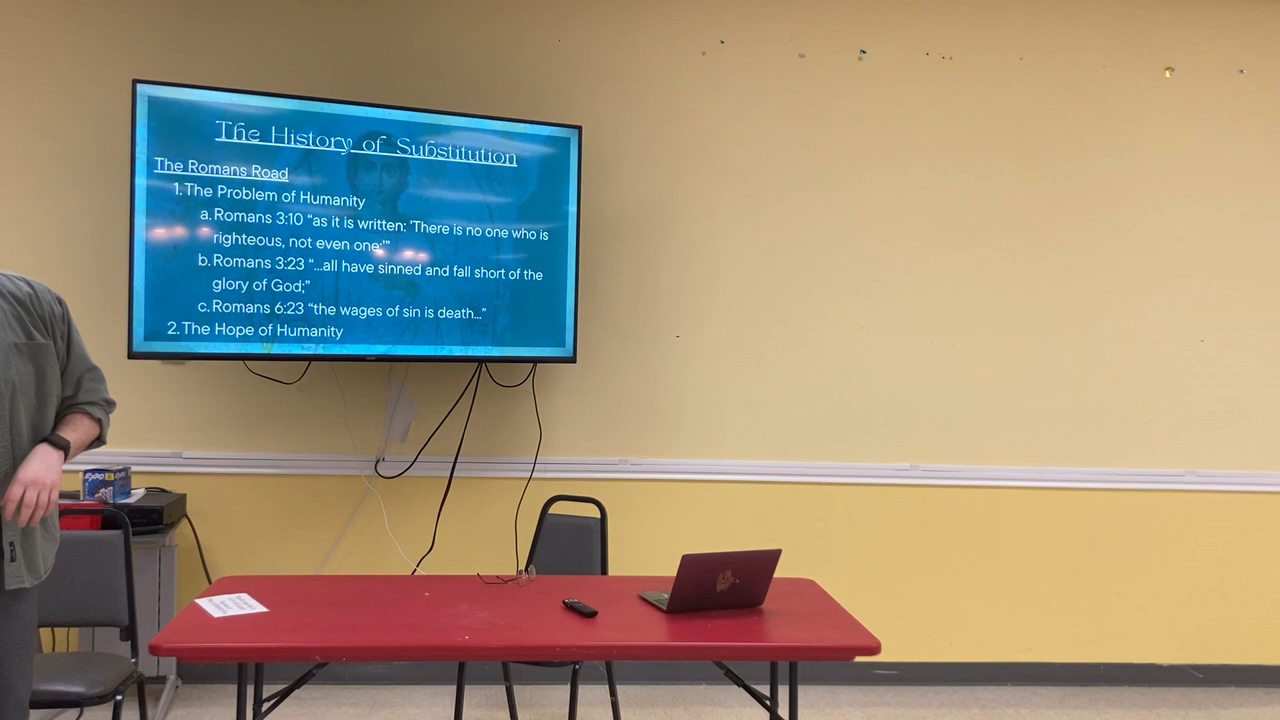 The History of Substitution
The Romans Road
1. The Problem of Humanity
a. Romans 3:10 “as it is written: 'There is no one who is
righteous, not even one;'”
b. Romans 3:23 “...all have sinned and fall short of the
glory of God;”
c. Romans 6:23 “the wages of sin is death...”
2. The Hope of Humanity
EXPO